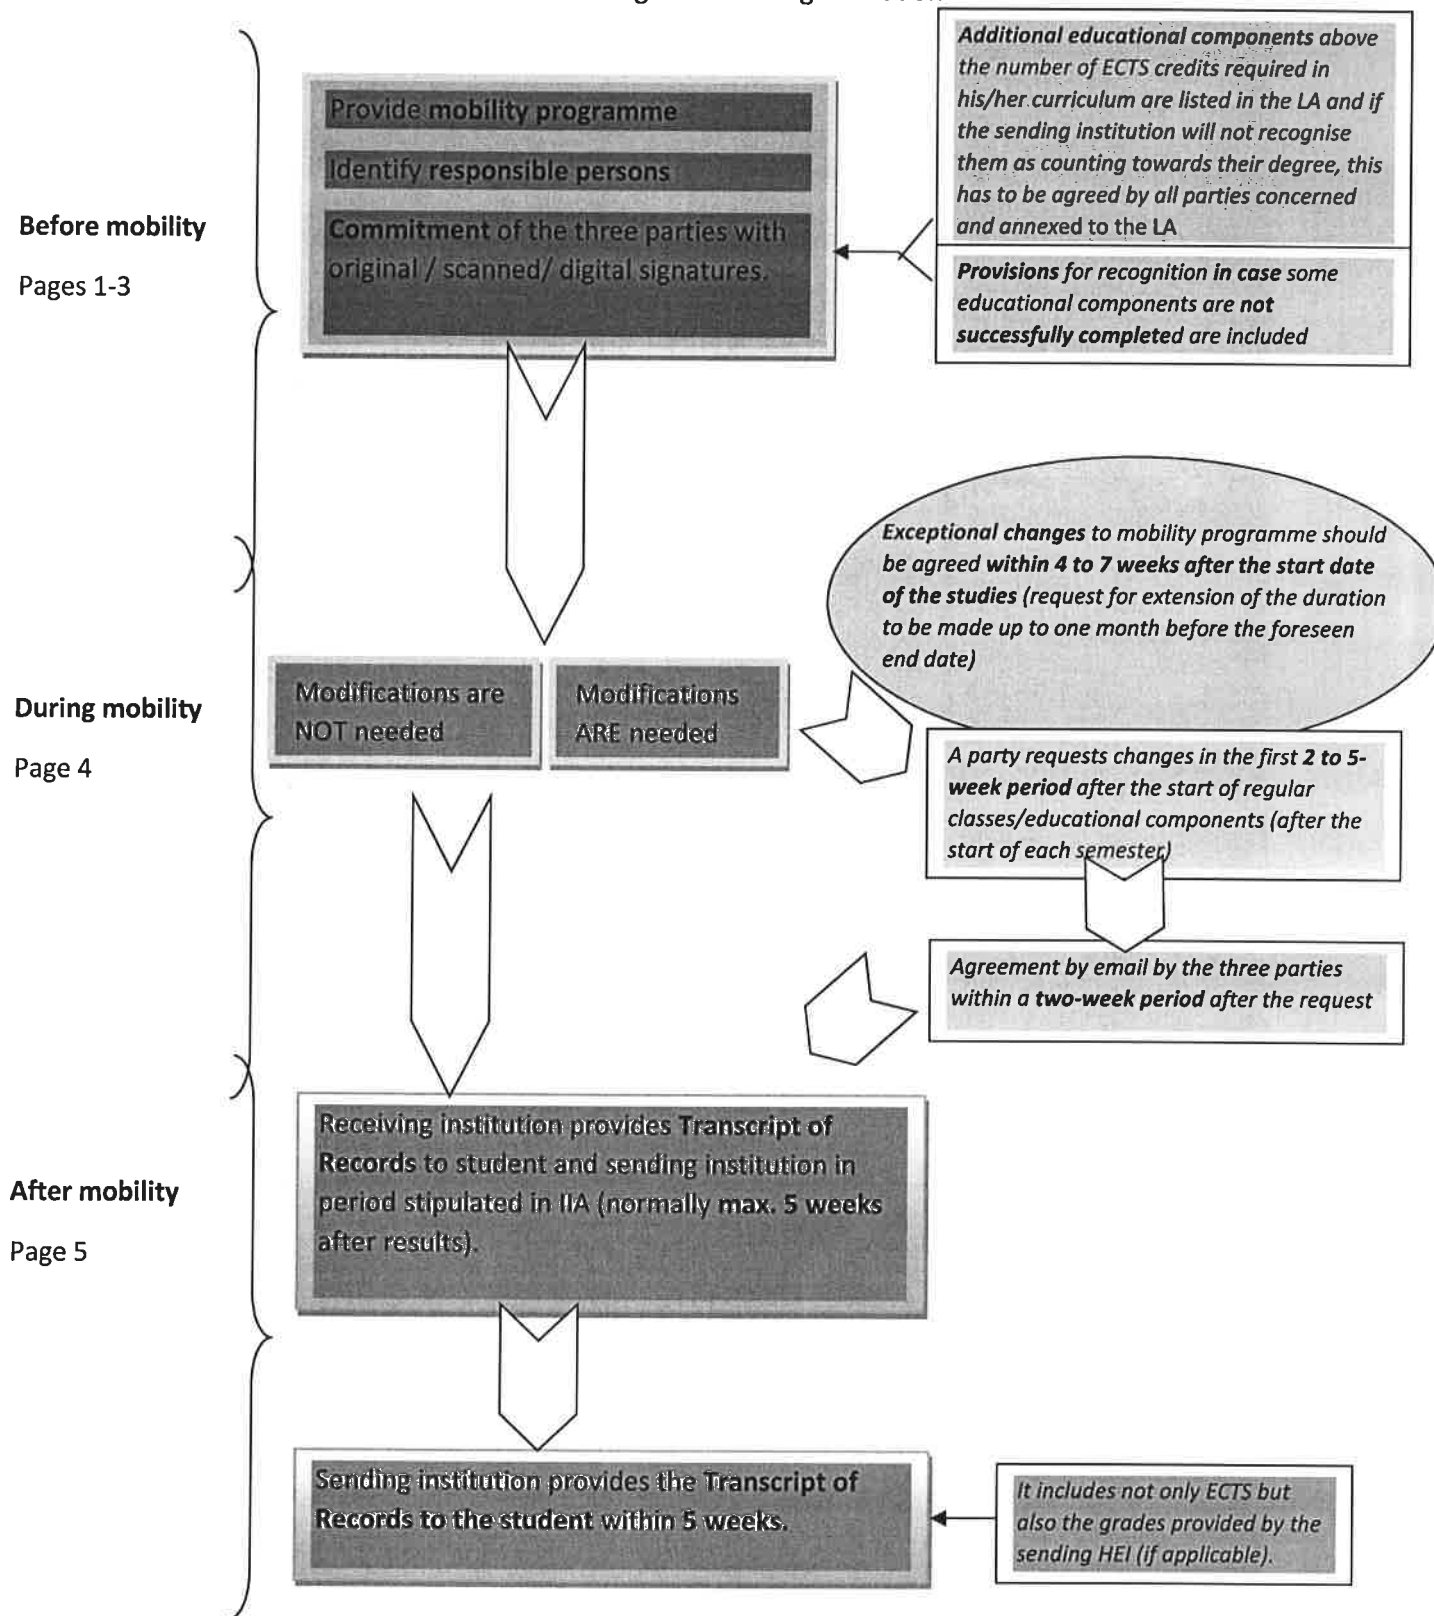 Additional educational components above
the number of ECTS credits required in
his/her curriculum are listed in the LA and if
the sending institution will not recognise
them as counting towards their degree, this
has to be agreed by all parties concerned
and annexed to the LA
Provide mobility programme
Identify responsible persons
Commitment of the three parties with
original / scanned/ digital signatures.
Before mobility
Pages 1-3
Provisions for recognition in case some
educational components are not
successfully completed are included
Exceptional changes to mobility programme should
be agreed within 4 to 7 weeks after the start date
of the studies (request for extension of the duration
to be made up to one month before the foreseen
end date)
During mobility
Page 4
Modifications are
NOT needed
Modifications
ARE needed
A party requests changes in the first 2 to 5-
week period after the start of regular
classes/educational components (after the
start of each semester)
Agreement by email by the three parties
within a two-week period after the request
After mobility
Page 5
Receiving institution provides Transcript of
Records to student and sending institution in
period stipulated in IIA (normally max. 5 weeks
after results).
Sending institution provides the Transcript of
Records to the student within 5 weeks.
It includes not only ECTS but
also the grades provided by the
sending HEI (if applicable).